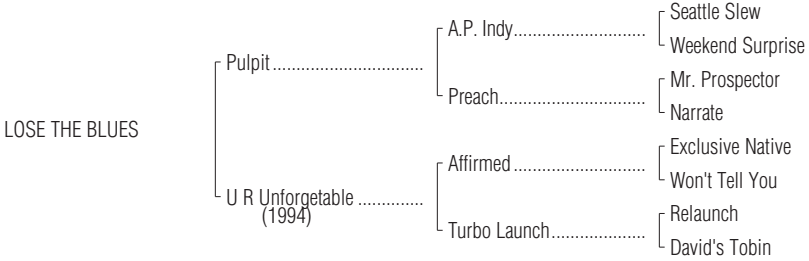 Seattle Slew
A.P. Indy
Weekend Surprise
Pulpit
Mr. Prospector
Preach
Narrate
LOSE THE BLUES
Exclusive Native
Affirmed
Won't Tell You
U R Unforgetable
(1994)
Relaunch
Turbo Launch
David's Tobin